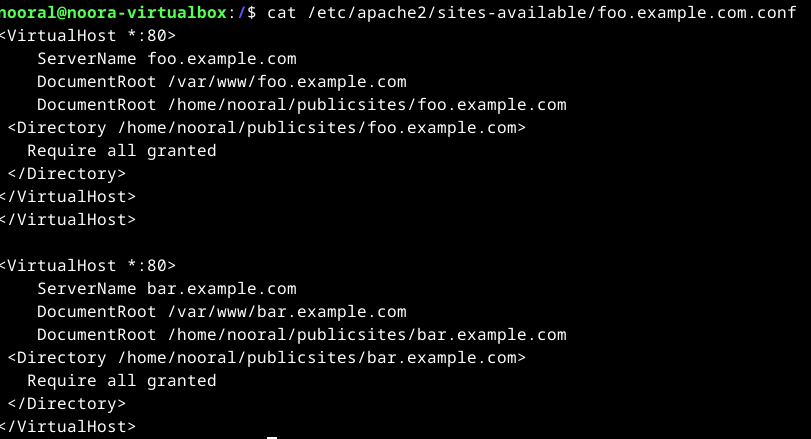 nooral@noora-virtualbox:/$ cat /etc/apache2/sites-available/foo.example.com.conf
<VirtualHost *:80>
    ServerName foo.example.com
    DocumentRoot /var/www/foo.example.com
    DocumentRoot /home/nooral/publicsites/foo.example.com
 <Directory /home/nooral/publicsites/foo.example.com>
   Require all granted
 </Directory>
</VirtualHost>
</VirtualHost>

<VirtualHost *:80>
    ServerName bar.example.com
    DocumentRoot /var/www/bar.example.com
    DocumentRoot /home/nooral/publicsites/bar.example.com
 <Directory /home/nooral/publicsites/bar.example.com>
   Require all granted
 </Directory>
</VirtualHost>